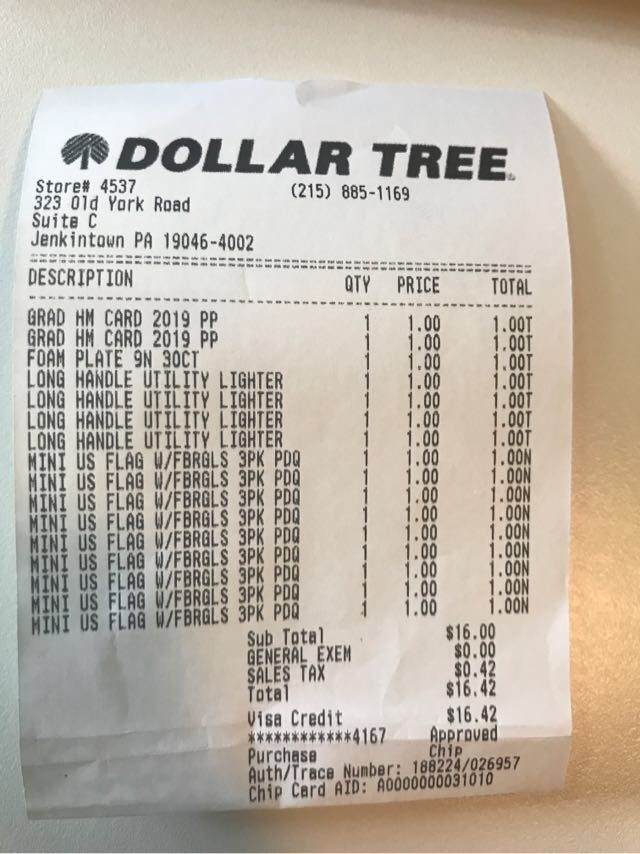 DOLLAR TREE
Store# 4537 (215) 885-1169
323 Old York Road
Suite C
Jenkintown PA 19046-4002
DESCRIPTION QTY PRICE TOTAL
GRAD HM CARD 2019 PP 1 1.00 1.00T
GRAD HM CARD 2019 PP 1 1.00 1.00T
FOAM PLATE 9N 30CT 1 1.00 1.00T
LONG HANDLE UTILITY LIGHTER 1 1.00 1.00T
LONG HANDLE UTILITY LIGHTER 1 1.00 1.00T
LONG HANDLE UTILITY LIGHTER 1 1.00 1.00T
LONG HANDLE UTILITY LIGHTER 1 1.00 1.00T
MINI US FLAG W/FBRGLS 3PK PDQ 1 1.00 1.00N
MINI US FLAG W/FBRGLS 3PK PDQ 1 1.00 1.00N
MINI US FLAG W/FBRGLS 3PK PDQ 1 1.00 1.00N
MINI US FLAG W/FBRGLS 3PK PDQ 1 1.00 1.00N
MINI US FLAG W/FBRGLS 3PK PDQ 1 1.00 1.00N
MINI US FLAG W/FBRGLS 3PK PDQ 1 1.00 1.00N
MINI US FLAG W/FBRGLS 3PK PDQ 1 1.00 1.00N
MINI US FLAG W/FBRGLS 3PK PDQ 1 1.00 1.00N
MINI US FLAG W/FBRGLS 3PK PDQ 1 1.00 1.00N
Sub Total $16.00
GENERAL EXEM $0.00
SALES TAX $0.42
Total $16.42
Visa Credit $16.42
************4167 Approved
Purchase Chip
Auth/Trace Number: 188224/026957
Chip Card AID: A0000000031010